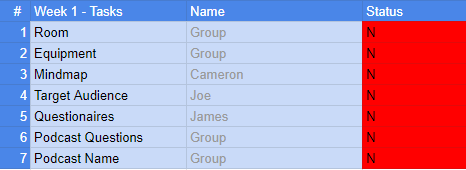 # Week 1 - Tasks Name Status
1 Room Group N
2 Equipment Group N
3 Mindmap Cameron N
4 Target Audience Joe N
5 Questionaires James N
6 Podcast Questions Group N
7 Podcast Name Group N